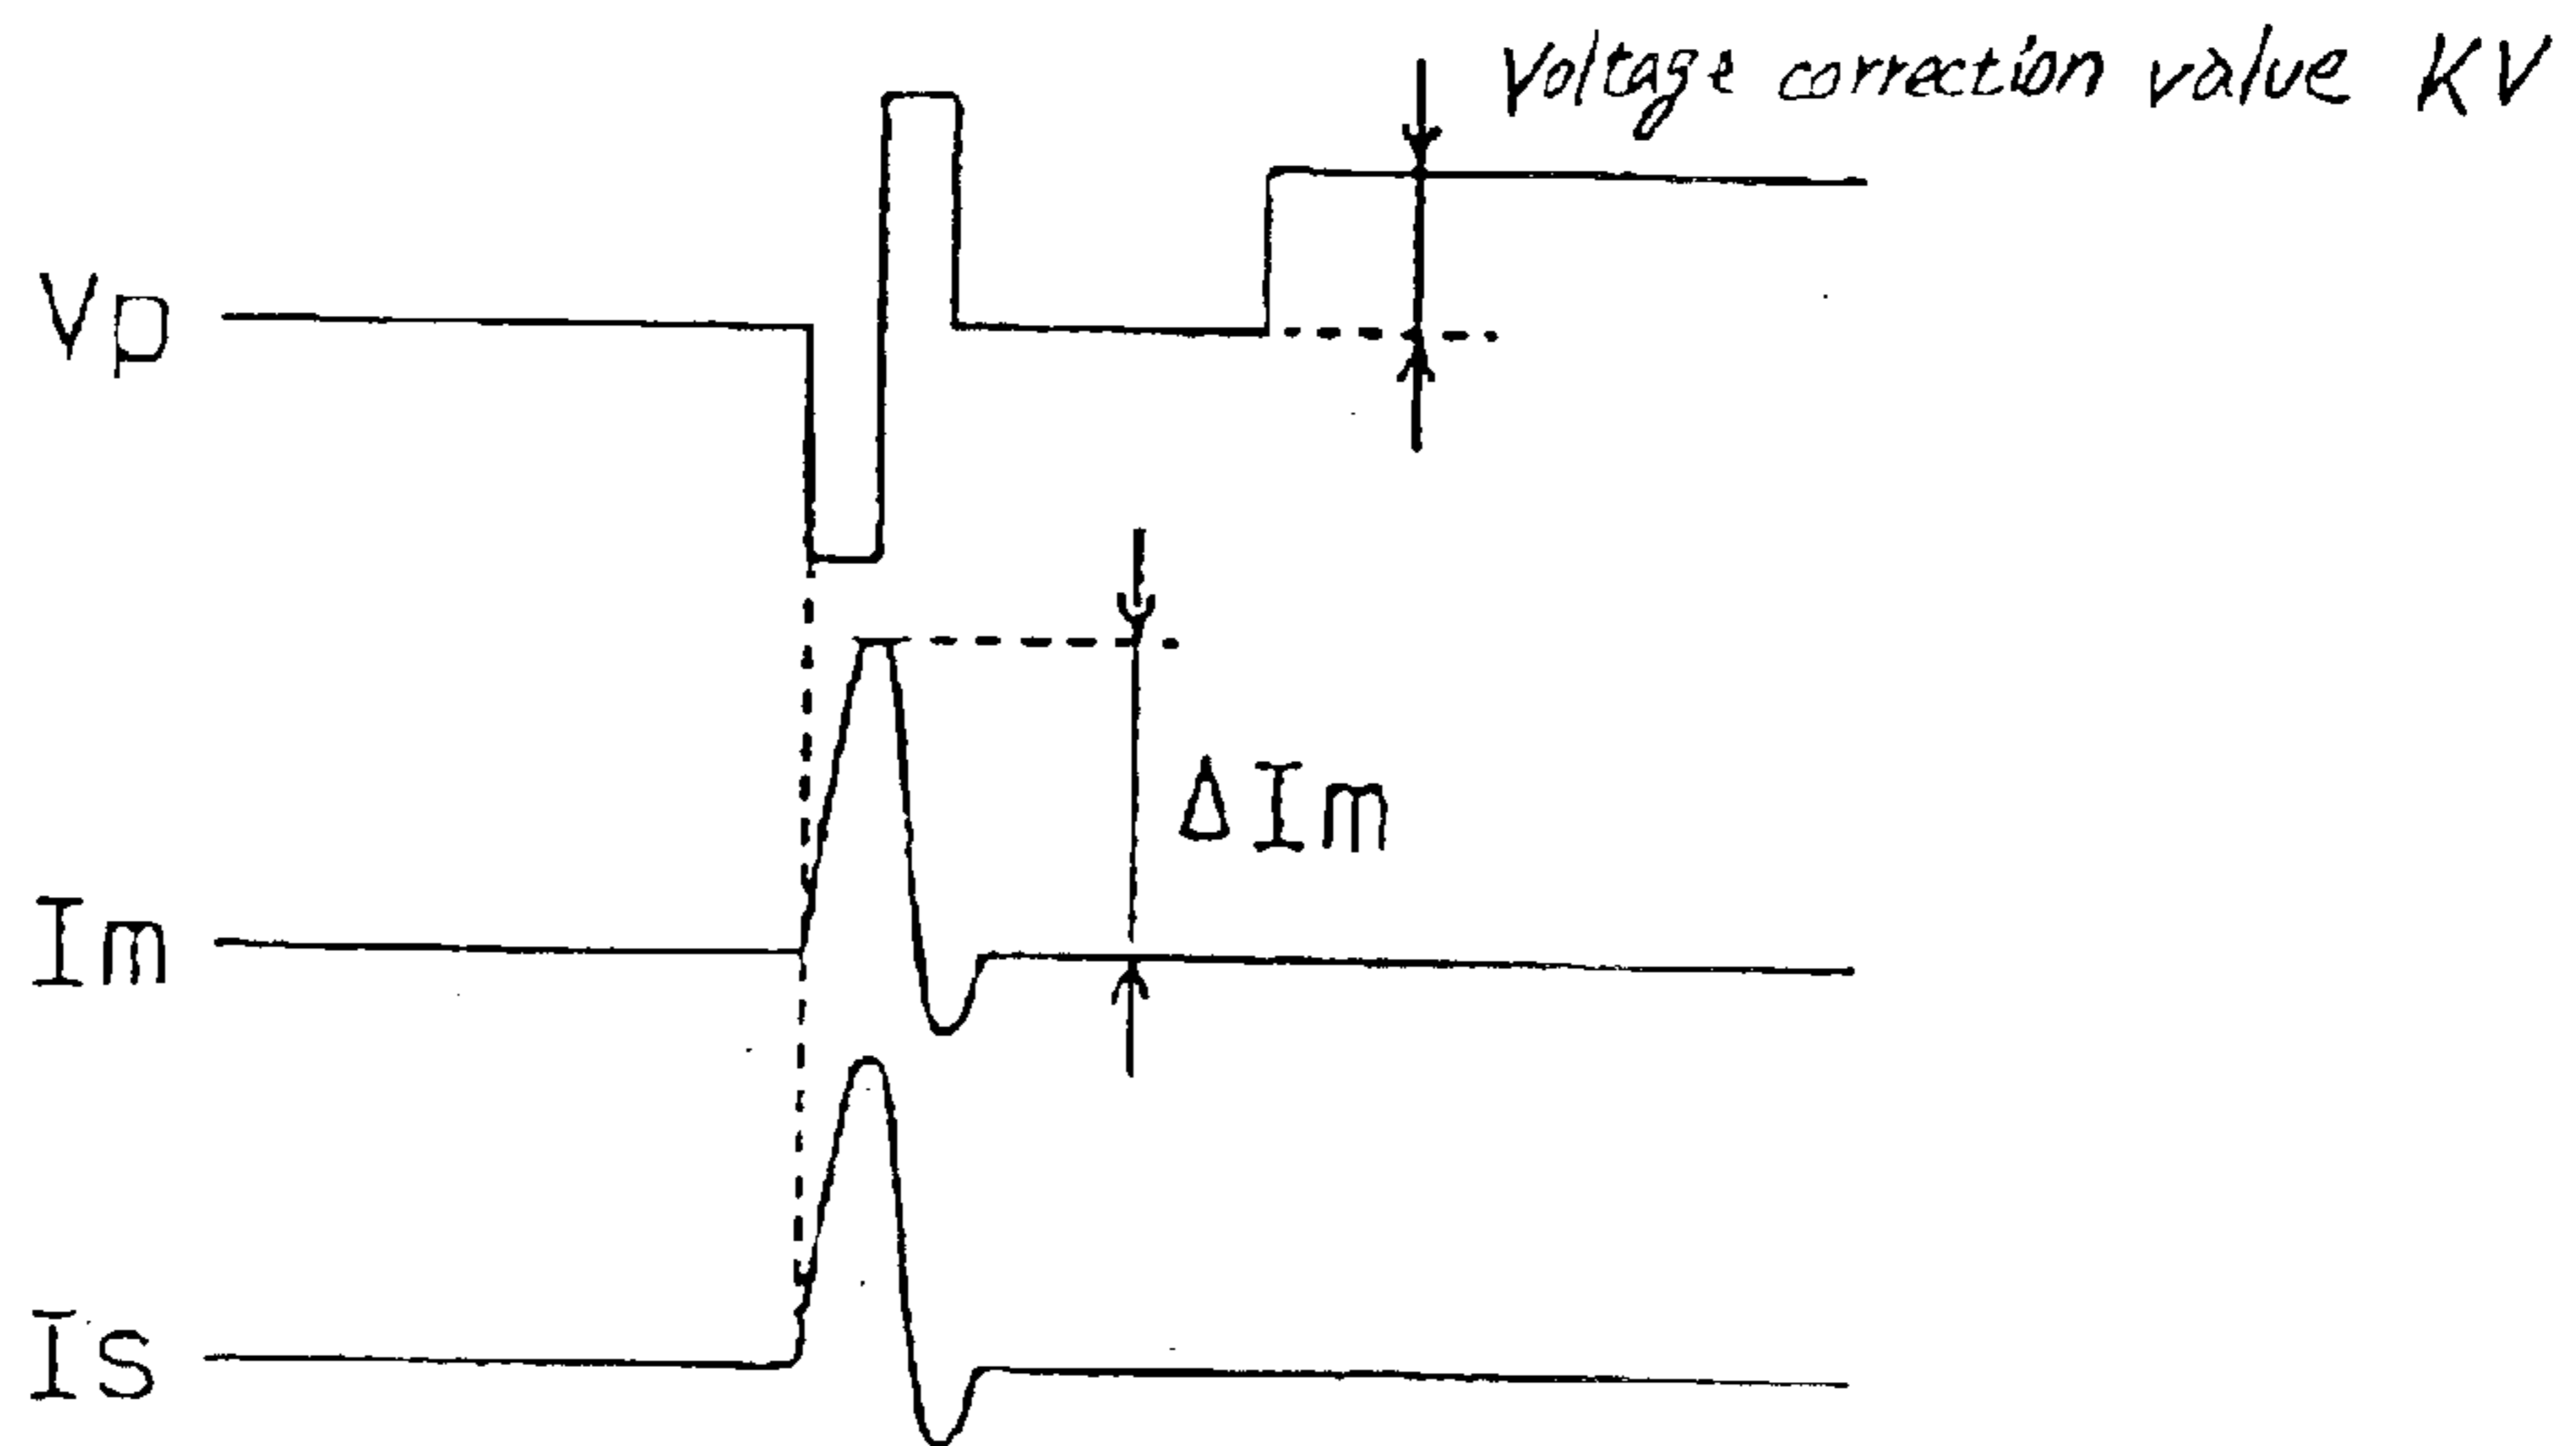 Voltage correction value KV
Vp
ΔIm
Im
Is